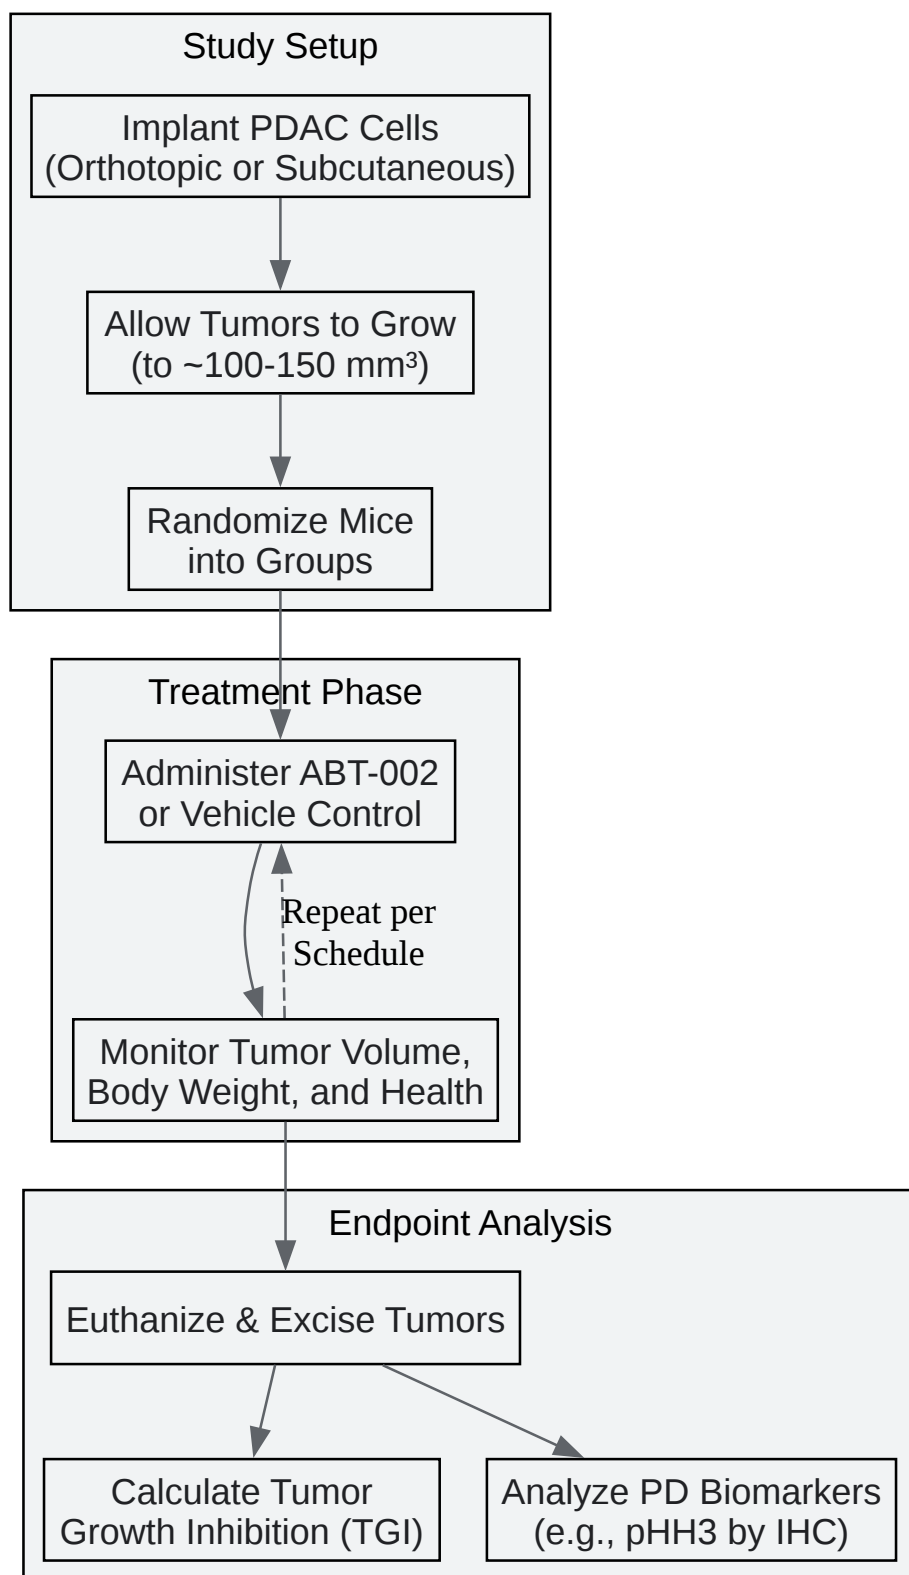 Study Setup
Implant PDAC Cells
(Orthotopic or Subcutaneous)
Allow Tumors to Grow
(to ~100-150 mm³)
Randomize Mice
into Groups
Treatment Phase
Administer ABT-002
or Vehicle Control
Repeat per
Schedule
Monitor Tumor Volume,
Body Weight, and Health
Endpoint Analysis
Euthanize & Excise Tumors
Calculate Tumor
Growth Inhibition (TGI)
Analyze PD Biomarkers
(e.g., pHH3 by IHC)